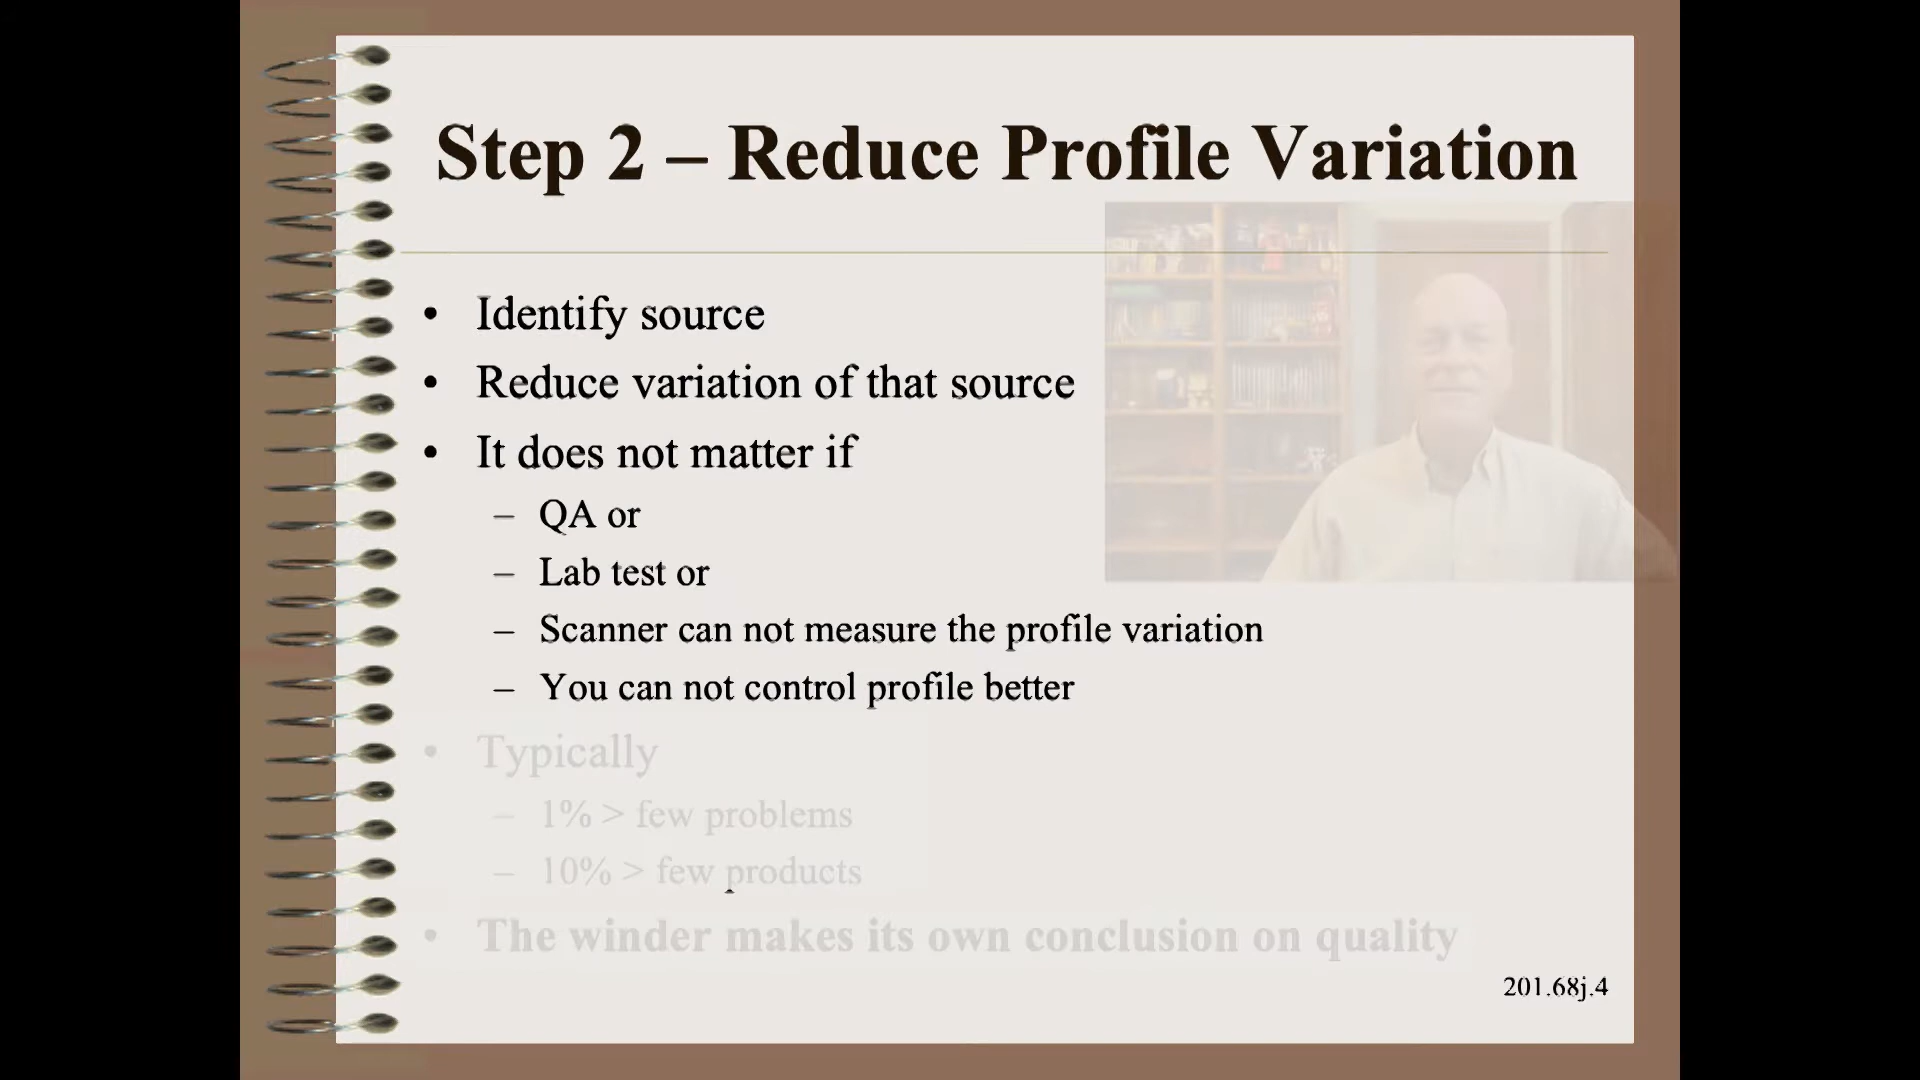 Step 2 – Reduce Profile Variation
• Identify source
• Reduce variation of that source
• It does not matter if
– QA or
– Lab test or
– Scanner can not measure the profile variation
– You can not control profile better
• Typically
– 1% > few problems
– 10% > few products
• The winder makes its own conclusion on quality
201.68j.4